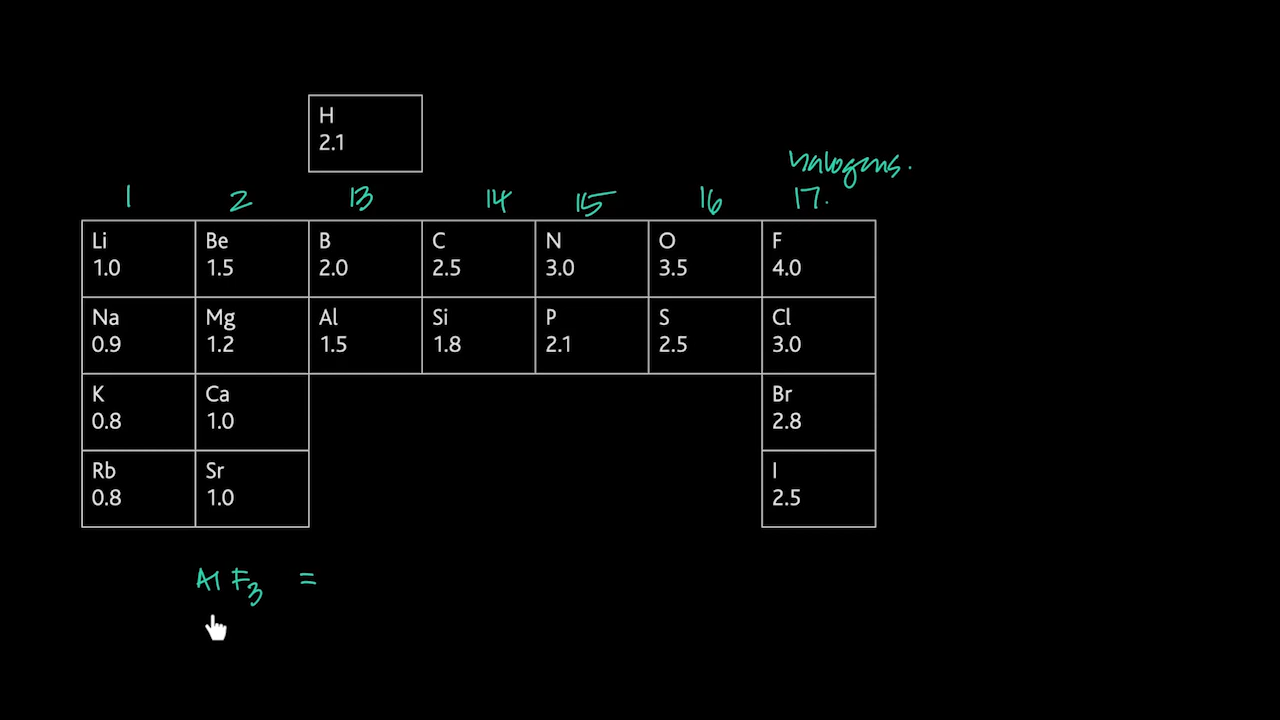 H
2.1
halogens.
1 2 13 14 15 16 17.
Li Be B C N O F
1.0 1.5 2.0 2.5 3.0 3.5 4.0
Na Mg Al Si P S Cl
0.9 1.2 1.5 1.8 2.1 2.5 3.0
K Ca Br
0.8 1.0 2.8
Rb Sr I
0.8 1.0 2.5
Al F3 =